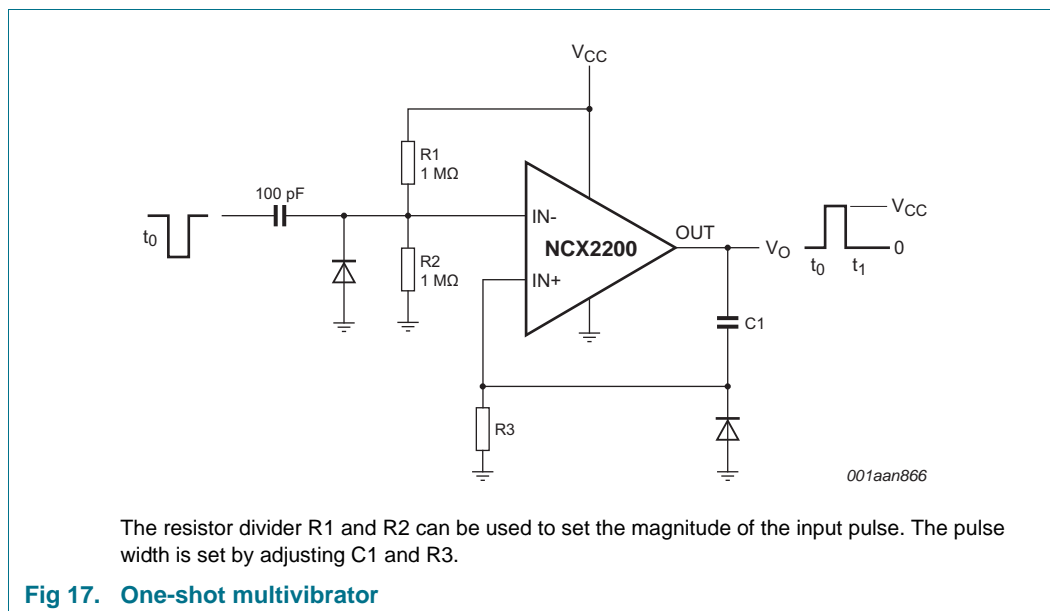 VCC
R1
1 MΩ
100 pF
t0
IN-
OUT
NCX2200
VO
VCC
0
t0
t1
R2
1 MΩ
IN+
C1
R3
001aan866
The resistor divider R1 and R2 can be used to set the magnitude of the input pulse. The pulse
width is set by adjusting C1 and R3.
Fig 17. One-shot multivibrator